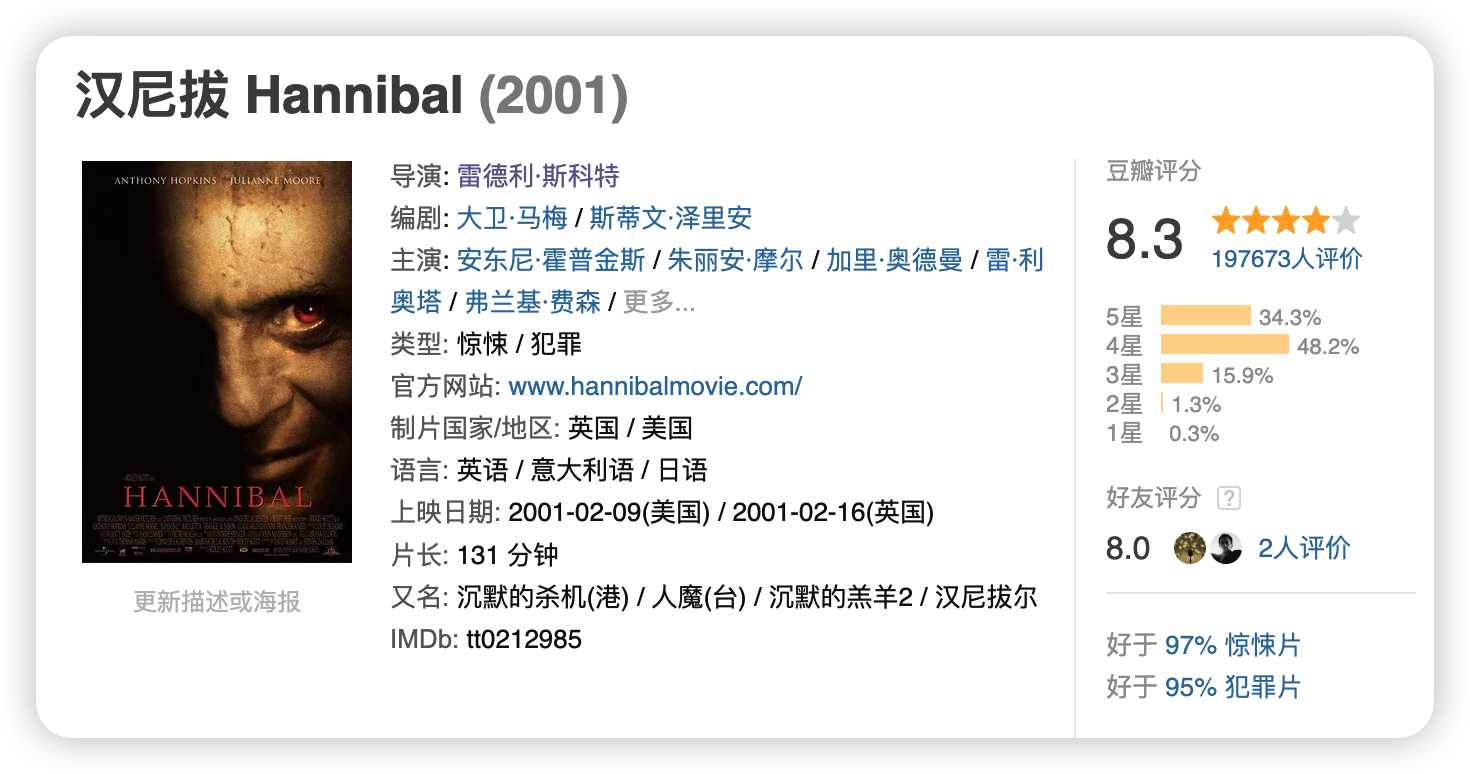 汉尼拔 Hannibal (2001)
ANTHONY HOPKINS JULIANNE MOORE
HANNIBAL
更新描述或海报
导演: 雷德利·斯科特
编剧: 大卫·马梅 / 斯蒂文·泽里安
主演: 安东尼·霍普金斯 / 朱丽安·摩尔 / 加里·奥德曼 / 雷·利
奥塔 / 弗兰基·费森 / 更多...
类型: 惊悚 / 犯罪
官方网站: www.hannibalmovie.com/
制片国家/地区: 英国 / 美国
语言: 英语 / 意大利语 / 日语
上映日期: 2001-02-09(美国) / 2001-02-16(英国)
片长: 131 分钟
又名: 沉默的杀机(港) / 人魔(台) / 沉默的羔羊2 / 汉尼拔尔
IMDb: tt0212985
豆瓣评分
8.3
197673人评价
5星 34.3%
4星 48.2%
3星 15.9%
2星 1.3%
1星 0.3%
好友评分 ?
8.0 2人评价
好于 97% 惊悚片
好于 95% 犯罪片